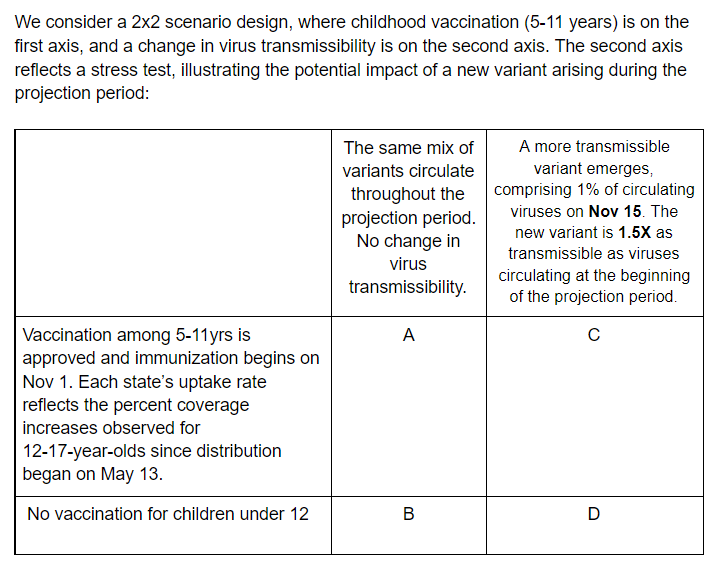 We consider a 2x2 scenario design, where childhood vaccination (5-11 years) is on the
first axis, and a change in virus transmissibility is on the second axis. The second axis
reflects a stress test, illustrating the potential impact of a new variant arising during the
projection period:
The same mix of
variants circulate
throughout the
projection period.
No change in
virus
transmissibility.
A more transmissible
variant emerges,
comprising 1% of circulating
viruses on Nov 15. The
new variant is 1.5X as
transmissible as viruses
circulating at the beginning
of the projection period.
Vaccination among 5-11yrs is
approved and immunization begins on
Nov 1. Each state's uptake rate
reflects the percent coverage
increases observed for
12-17-year-olds since distribution
began on May 13.
A
C
No vaccination for children under 12
B
D